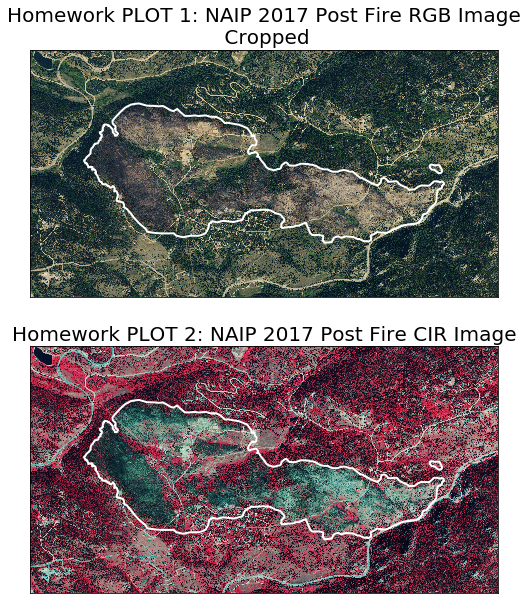 Homework PLOT 1: NAIP 2017 Post Fire RGB Image
Cropped
Homework PLOT 2: NAIP 2017 Post Fire CIR Image